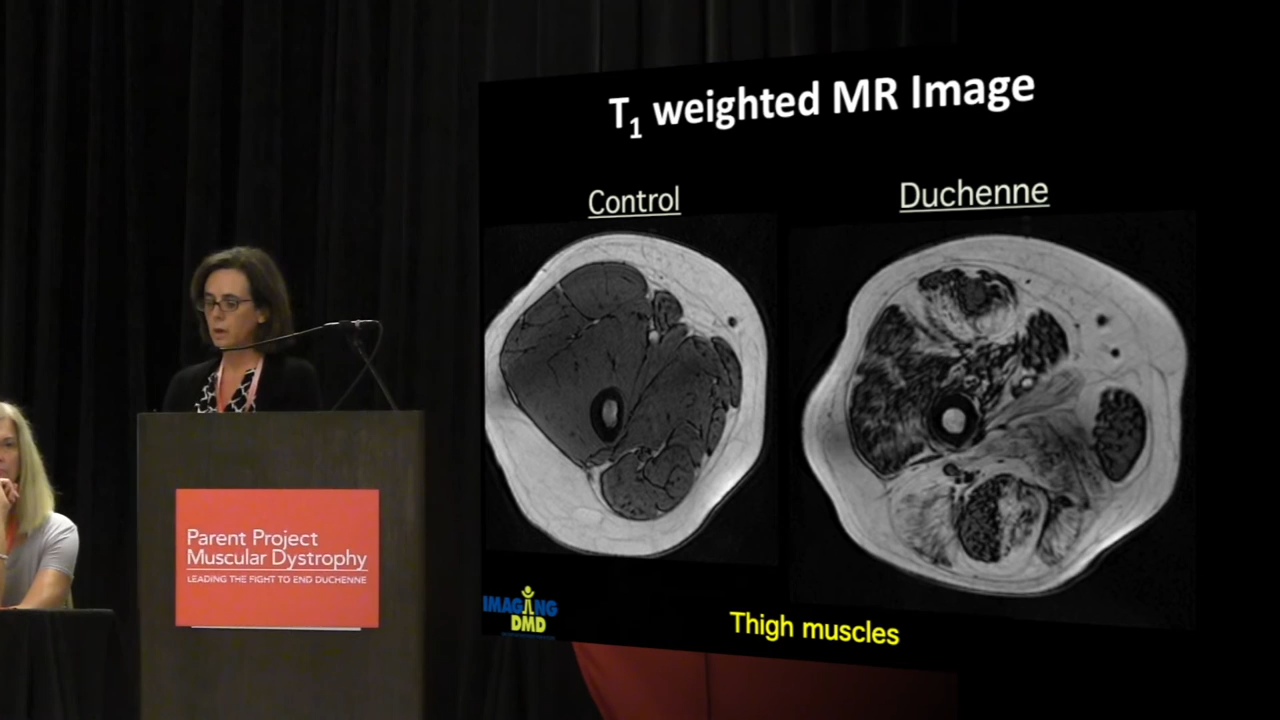 T1 weighted MR Image
Control
Duchenne
Parent Project
Muscular Dystrophy
LEADING THE FIGHT TO END DUCHENNE
IMAGING
DMD
Thigh muscles